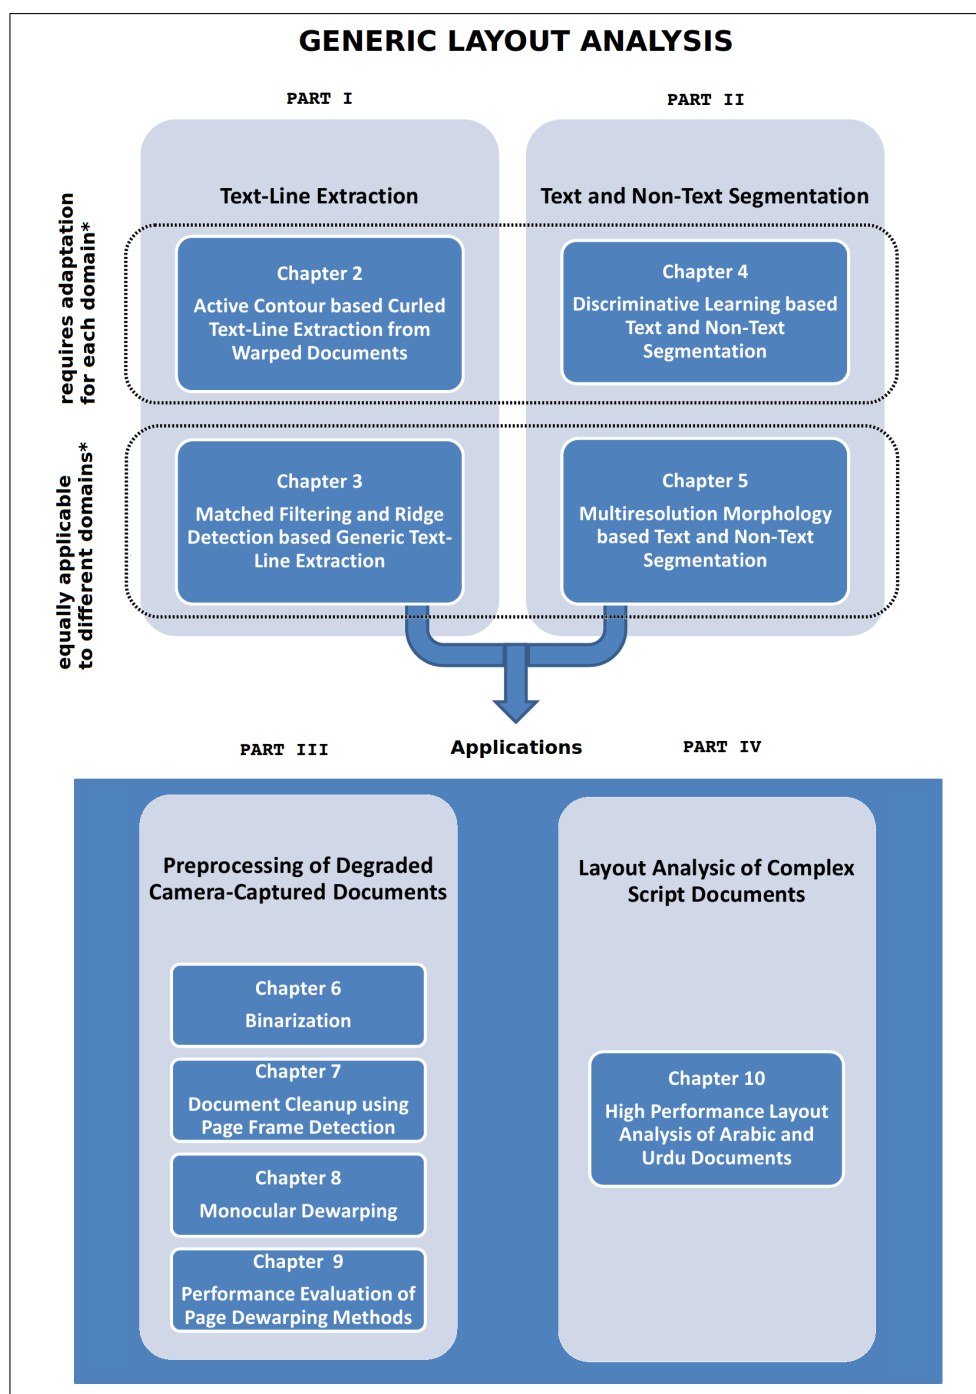 GENERIC LAYOUT ANALYSIS
PART I
PART II
Text-Line Extraction
Text and Non-Text Segmentation
requires adaptation
for each domain*
Chapter 2
Active Contour based Curled
Text-Line Extraction from
Warped Documents
Chapter 4
Discriminative Learning based
Text and Non-Text
Segmentation
equally applicable
to different domains*
Chapter 3
Matched Filtering and Ridge
Detection based Generic Text-
Line Extraction
Chapter 5
Multiresolution Morphology
based Text and Non-Text
Segmentation
PART III
Applications
PART IV
Preprocessing of Degraded
Camera-Captured Documents
Chapter 6
Binarization
Chapter 7
Document Cleanup using
Page Frame Detection
Chapter 8
Monocular Dewarping
Chapter 9
Performance Evaluation of
Page Dewarping Methods
Layout Analysic of Complex
Script Documents
Chapter 10
High Performance Layout
Analysis of Arabic and
Urdu Documents